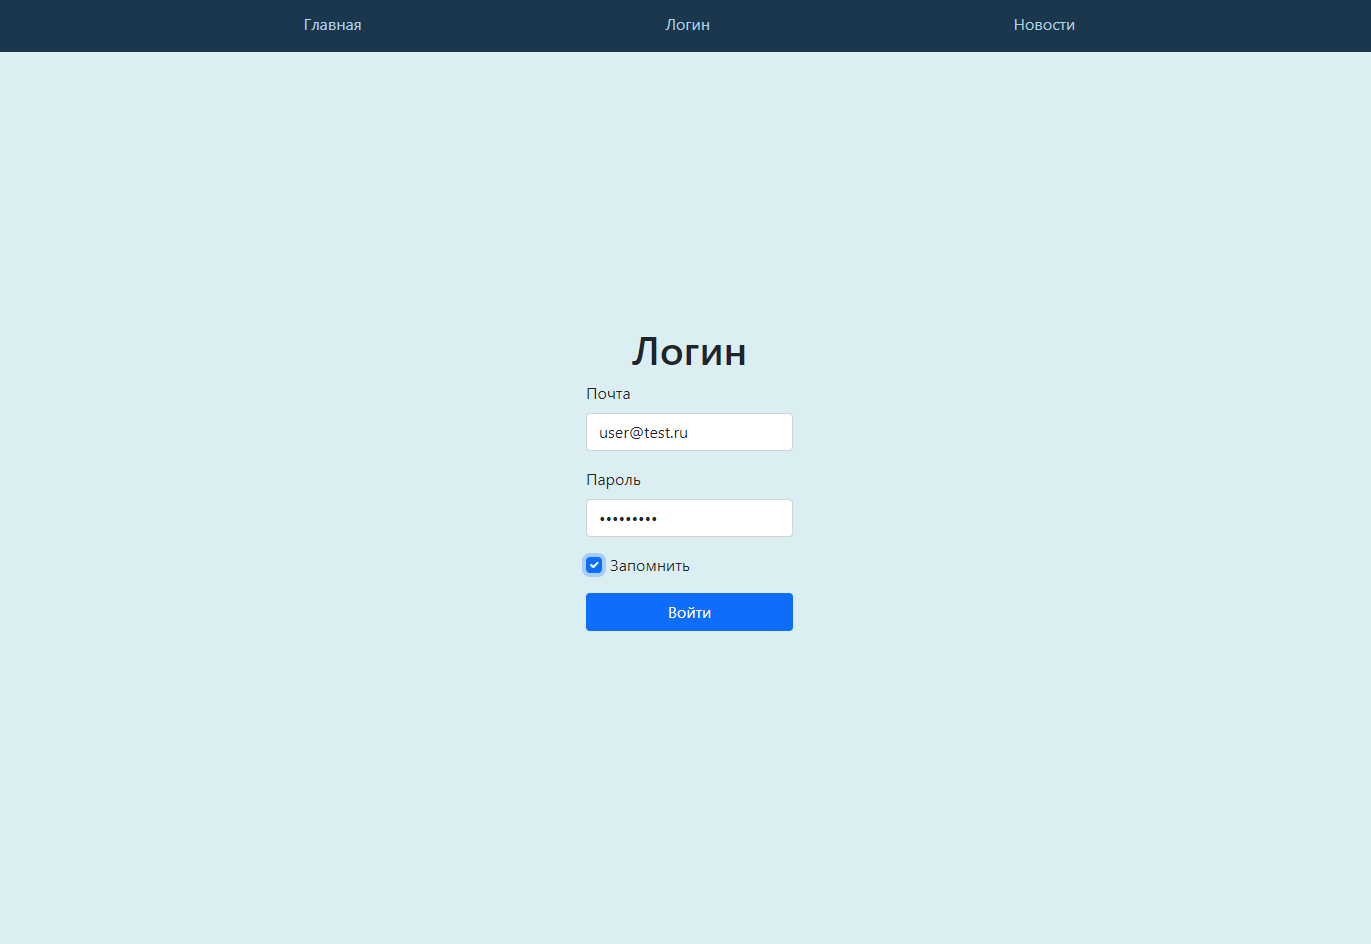 Главная Логин Новости
Логин
Почта
user@test.ru
Пароль
•••••••••
Запомнить
Войти